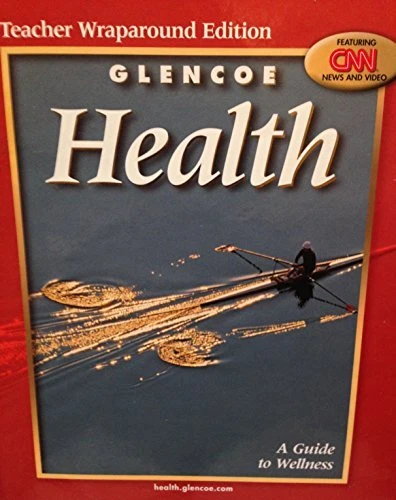 Teacher Wraparound Edition
FEATURING
CNN
NEWS AND VIDEO
GLENCOE
Health
A Guide
to Wellness
health.glencoe.com